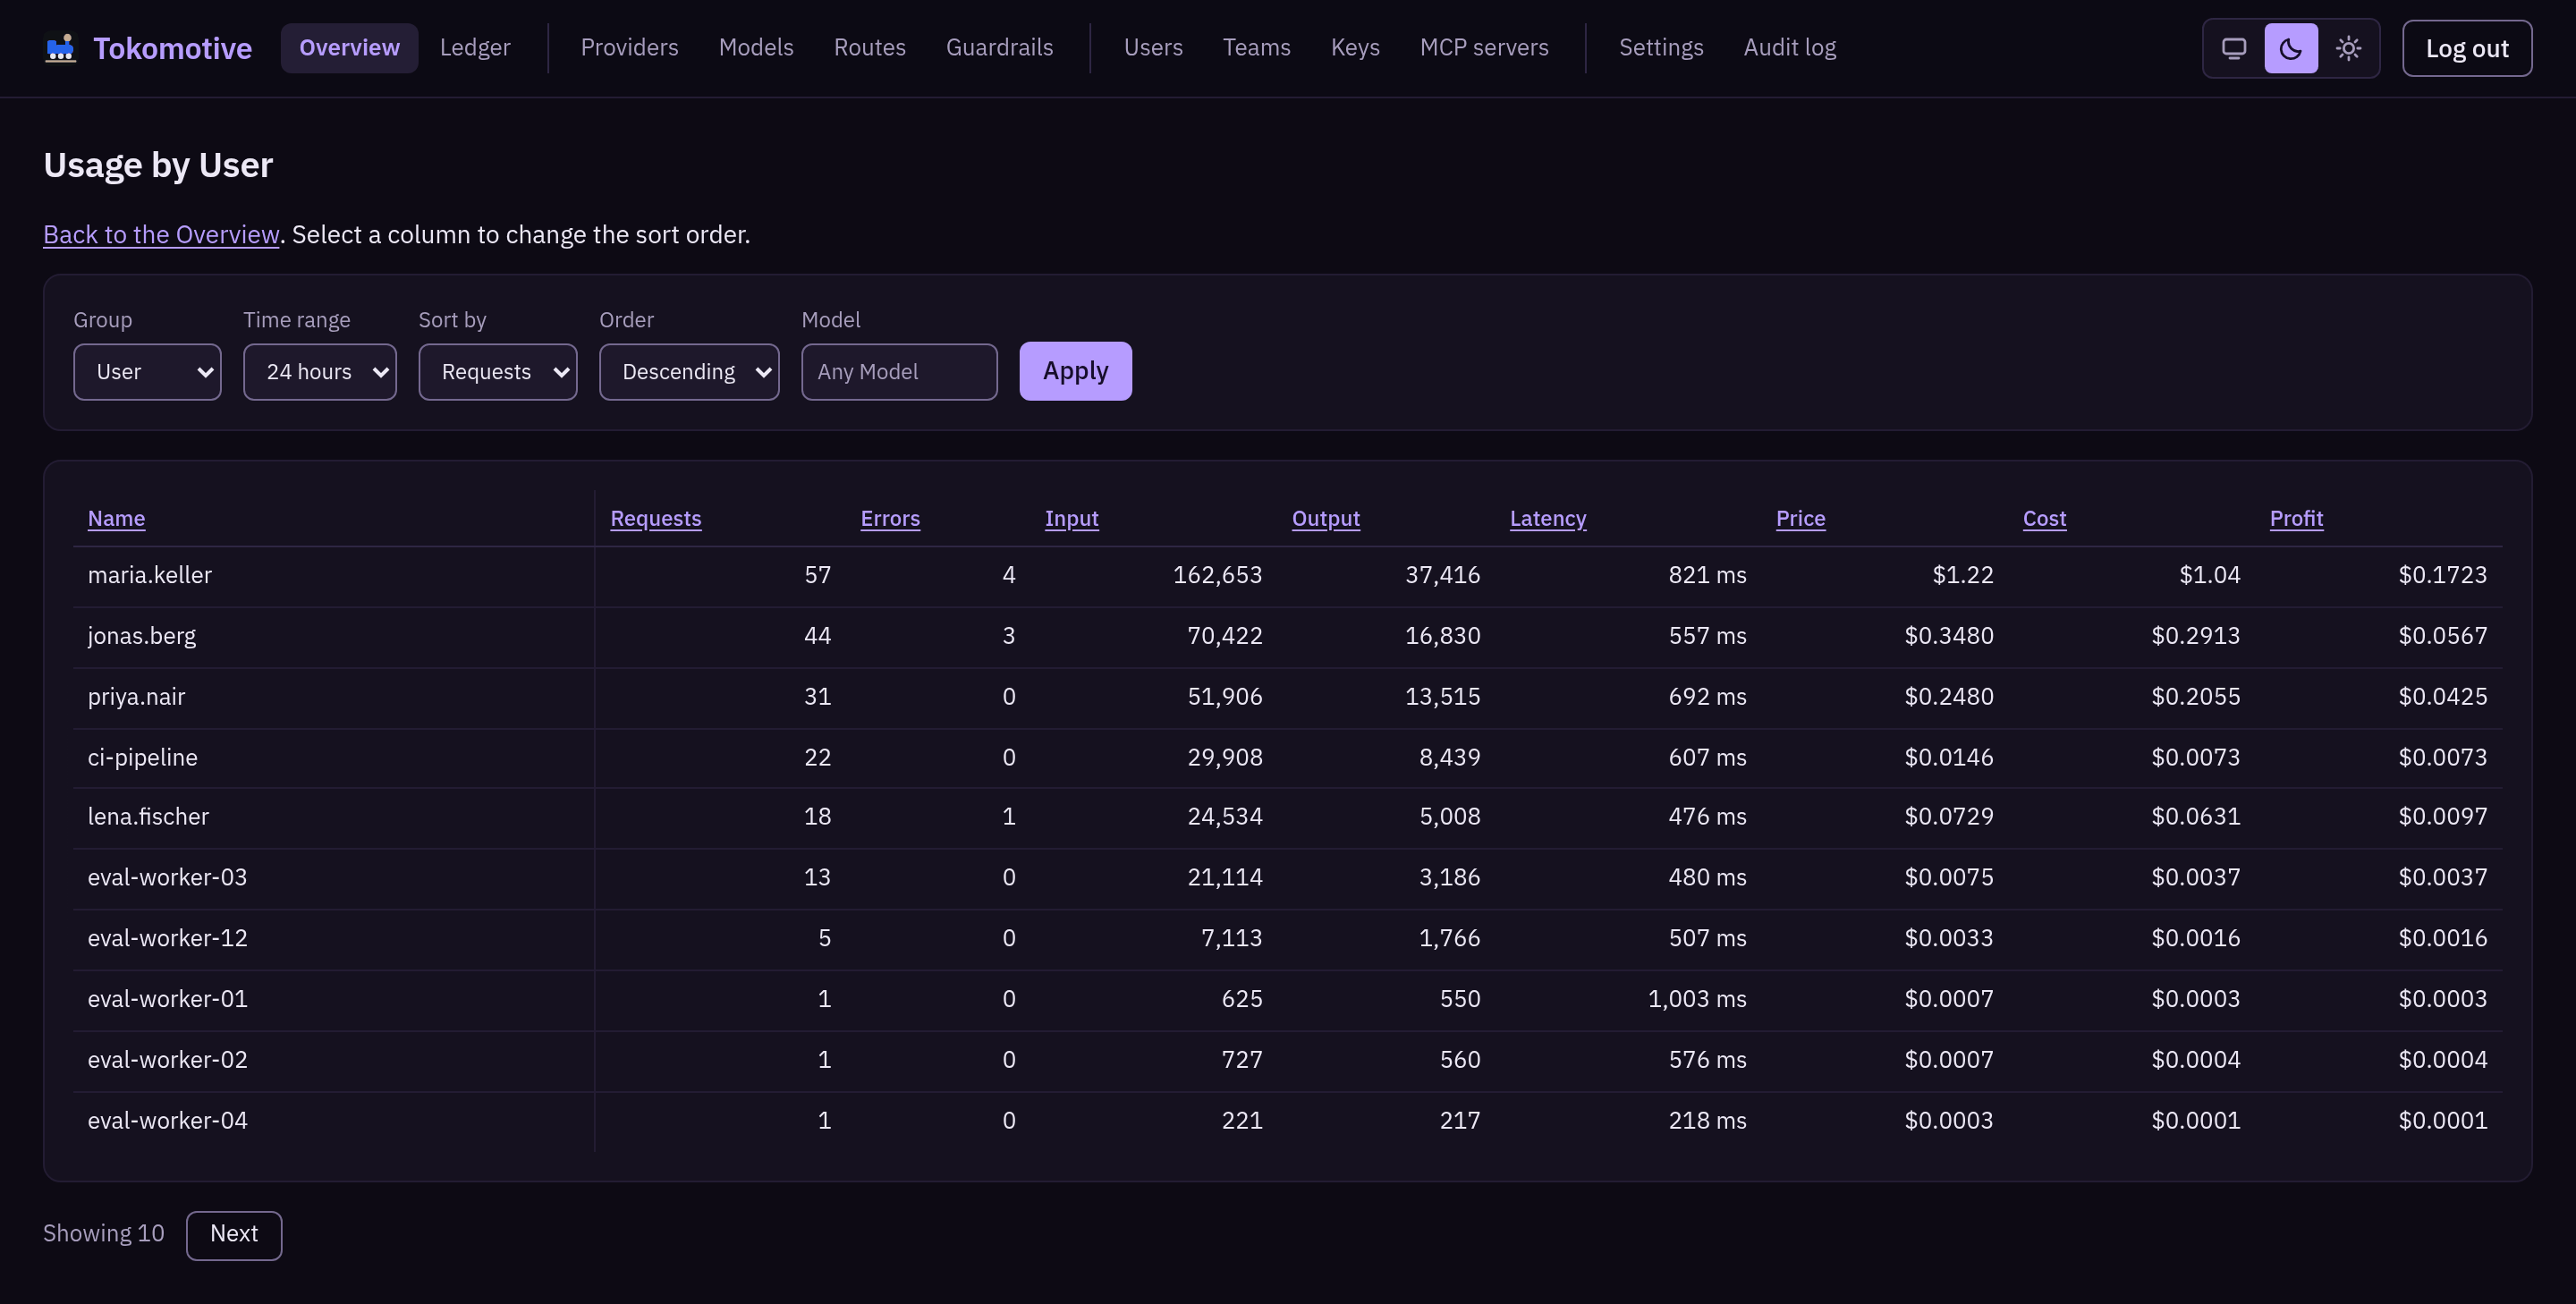 Tokomotive Overview Ledger Providers Models Routes Guardrails Users Teams Keys MCP servers Settings Audit log Log out
Usage by User
Back to the Overview. Select a column to change the sort order.
Group Time range Sort by Order Model
User 24 hours Requests Descending Any Model Apply
Name Requests Errors Input Output Latency Price Cost Profit
maria.keller 57 4 162,653 37,416 821 ms $1.22 $1.04 $0.1723
jonas.berg 44 3 70,422 16,830 557 ms $0.3480 $0.2913 $0.0567
priya.nair 31 0 51,906 13,515 692 ms $0.2480 $0.2055 $0.0425
ci-pipeline 22 0 29,908 8,439 607 ms $0.0146 $0.0073 $0.0073
lena.fischer 18 1 24,534 5,008 476 ms $0.0729 $0.0631 $0.0097
eval-worker-03 13 0 21,114 3,186 480 ms $0.0075 $0.0037 $0.0037
eval-worker-12 5 0 7,113 1,766 507 ms $0.0033 $0.0016 $0.0016
eval-worker-01 1 0 625 550 1,003 ms $0.0007 $0.0003 $0.0003
eval-worker-02 1 0 727 560 576 ms $0.0007 $0.0004 $0.0004
eval-worker-04 1 0 221 217 218 ms $0.0003 $0.0001 $0.0001
Showing 10 Next